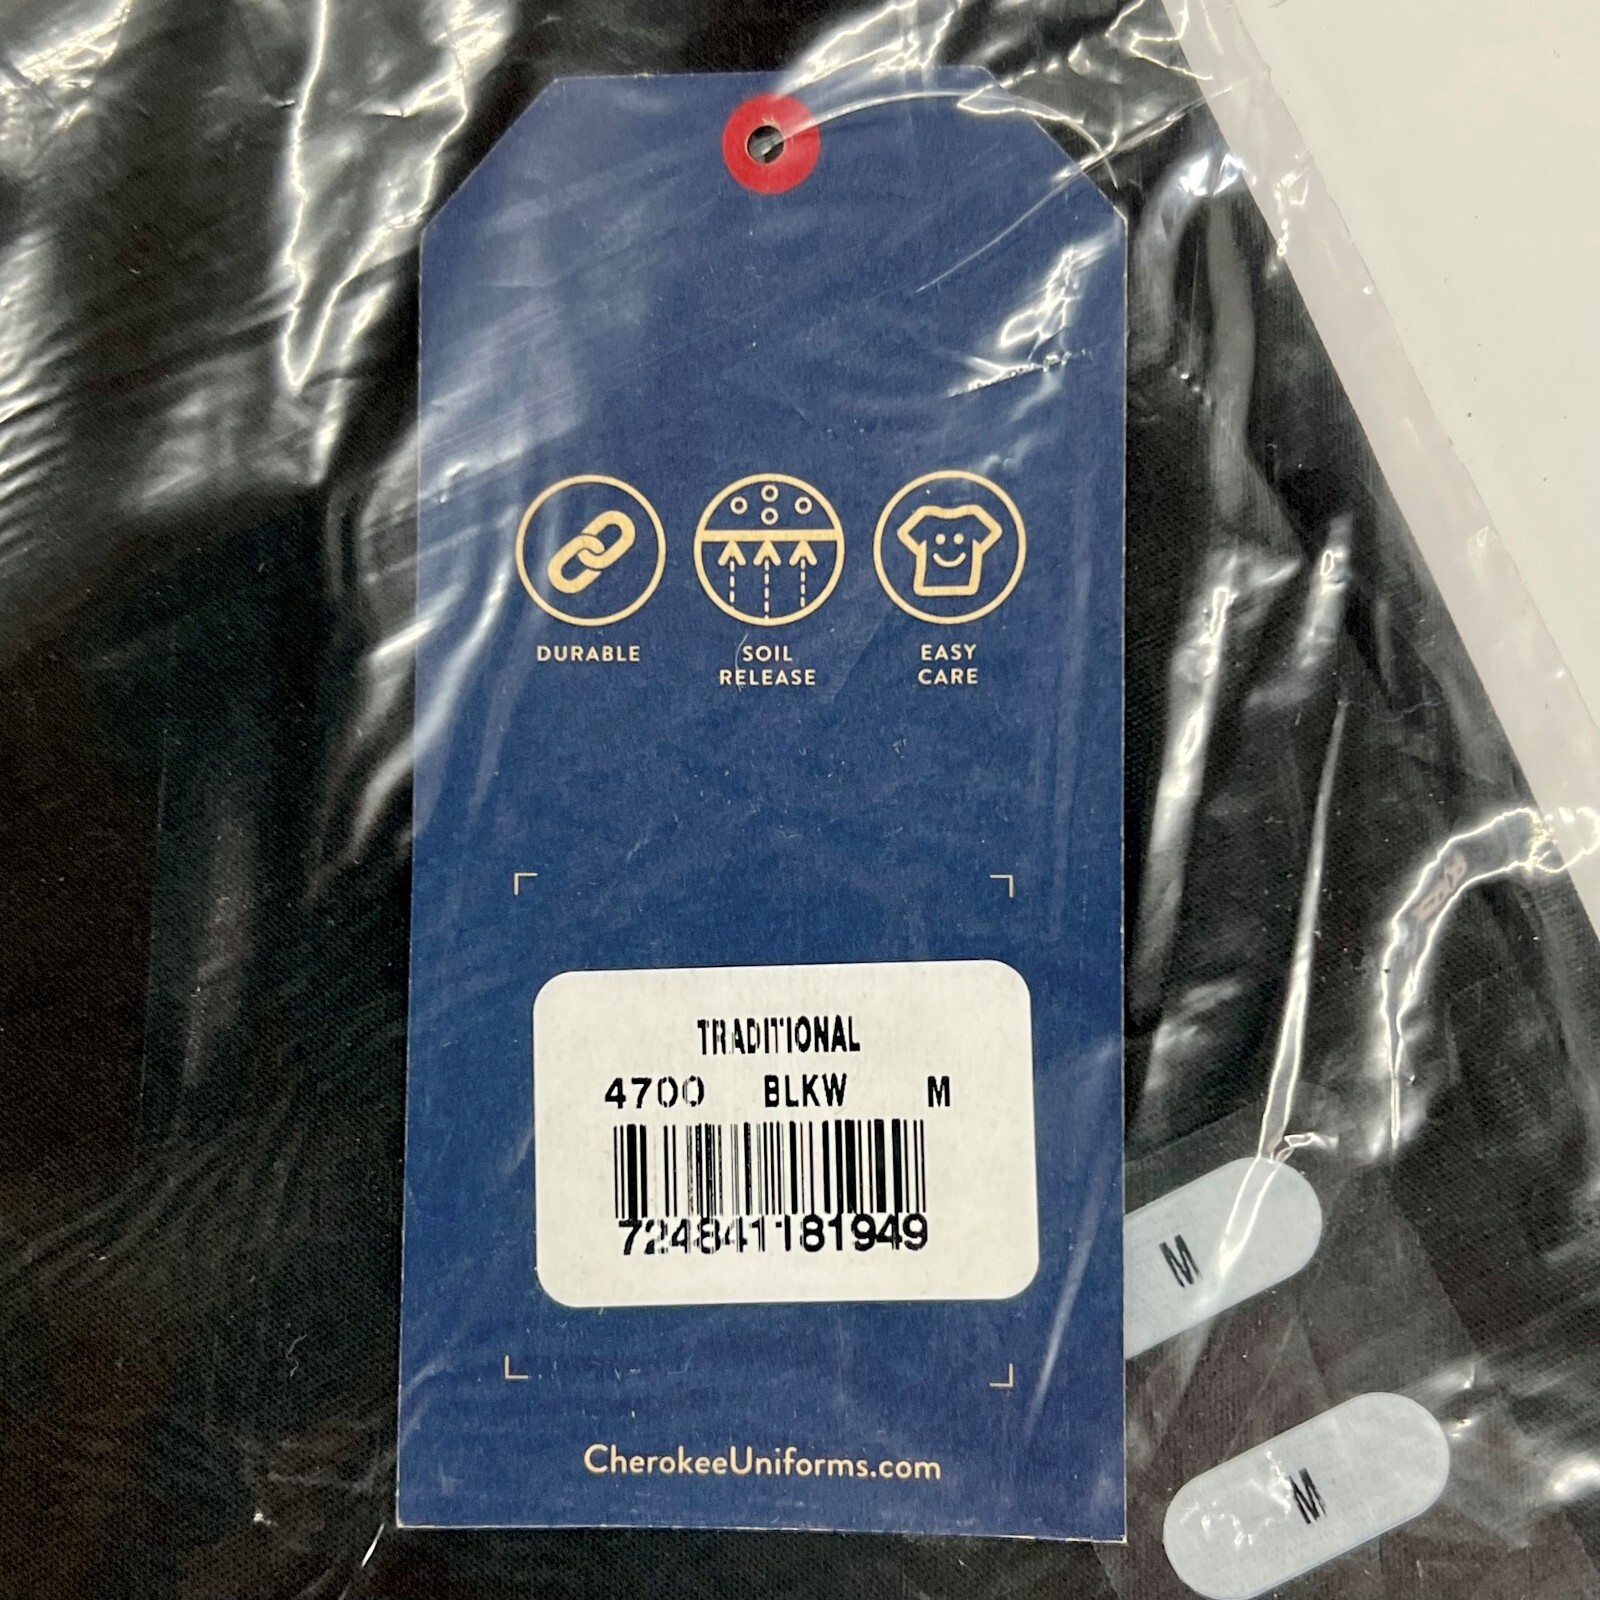 DURABLE
SOIL
RELEASE
EASY
CARE
TRADITIONAL
4700 BLKW M
724841181949
CherokeeUniforms.com
M
M